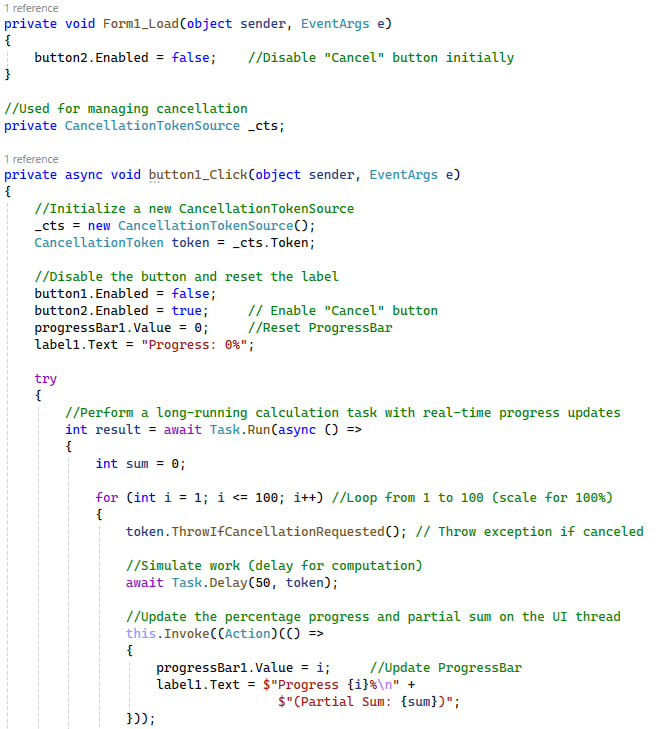 1 reference
private void Form1_Load(object sender, EventArgs e)
{
    button2.Enabled = false;    //Disable "Cancel" button initially
}

//Used for managing cancellation
private CancellationTokenSource _cts;

1 reference
private async void button1_Click(object sender, EventArgs e)
{
    //Initialize a new CancellationTokenSource
    _cts = new CancellationTokenSource();
    CancellationToken token = _cts.Token;

    //Disable the button and reset the label
    button1.Enabled = false;
    button2.Enabled = true;     // Enable "Cancel" button
    progressBar1.Value = 0;     //Reset ProgressBar
    label1.Text = "Progress: 0%";

    try
    {
        //Perform a long-running calculation task with real-time progress updates
        int result = await Task.Run(async () =>
        {
            int sum = 0;

            for (int i = 1; i <= 100; i++) //Loop from 1 to 100 (scale for 100%)
            {
                token.ThrowIfCancellationRequested(); // Throw exception if canceled

                //Simulate work (delay for computation)
                await Task.Delay(50, token);

                //Update the percentage progress and partial sum on the UI thread
                this.Invoke((Action)(() =>
                {
                    progressBar1.Value = i;     //Update ProgressBar
                    label1.Text = $"Progress {i}%\n" +
                                    $"(Partial Sum: {sum})";
                }));